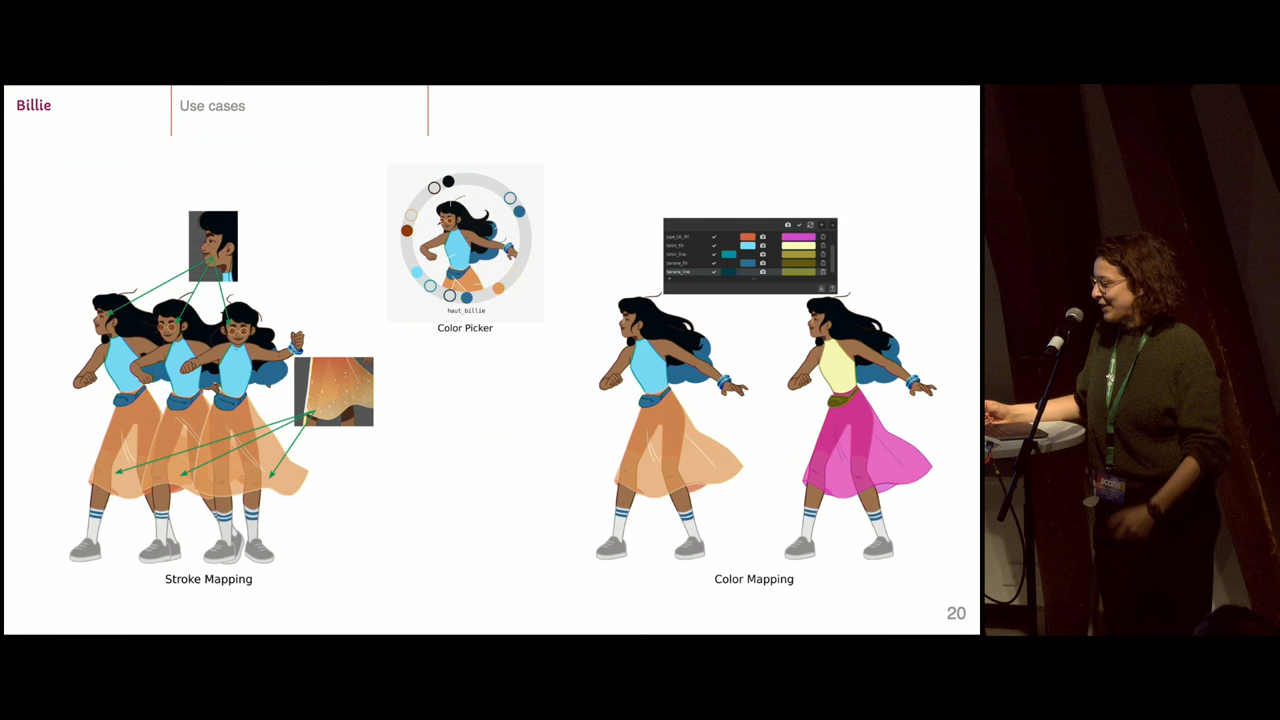 Billie
Use cases
haut_billie
Color Picker
Stroke Mapping
Color Mapping
20